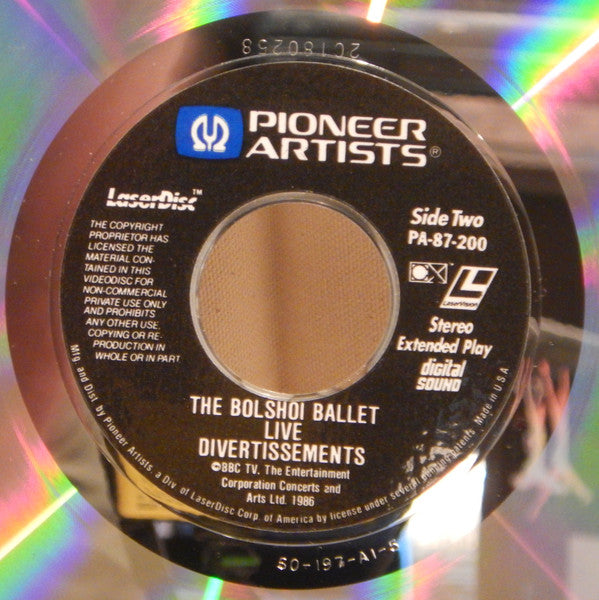 20180258
PIONEER
ARTISTS®
LaserDisc™
THE COPYRIGHT
PROPRIETOR HAS
LICENSED THE
MATERIAL CON-
TAINED IN THIS
VIDEODISC FOR
NON-COMMERCIAL
PRIVATE USE ONLY
AND PROHIBITS
ANY OTHER USE,
COPYING OR RE-
PRODUCTION IN
WHOLE OR IN PART
Side Two
PA-87-200
CX
LaserVision
Stereo
Extended Play
digital
SOUND
THE BOLSHOI BALLET
LIVE
DIVERTISSEMENTS
©BBC TV. The Entertainment
Corporation Concerts and
Arts Ltd. 1986
Mfg and Dist by Pioneer Artists, a Div of LaserDisc Corp. of America by license under several patents. Made in U.S.A.
SO-197-A1-